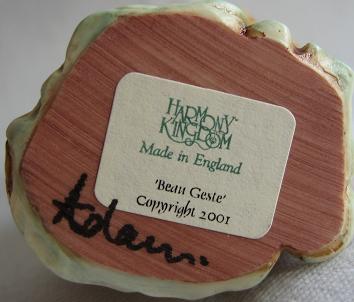 HARMONY
KINGDOM
Made in England
'Beau Geste'
Copyright 2001
Adam.